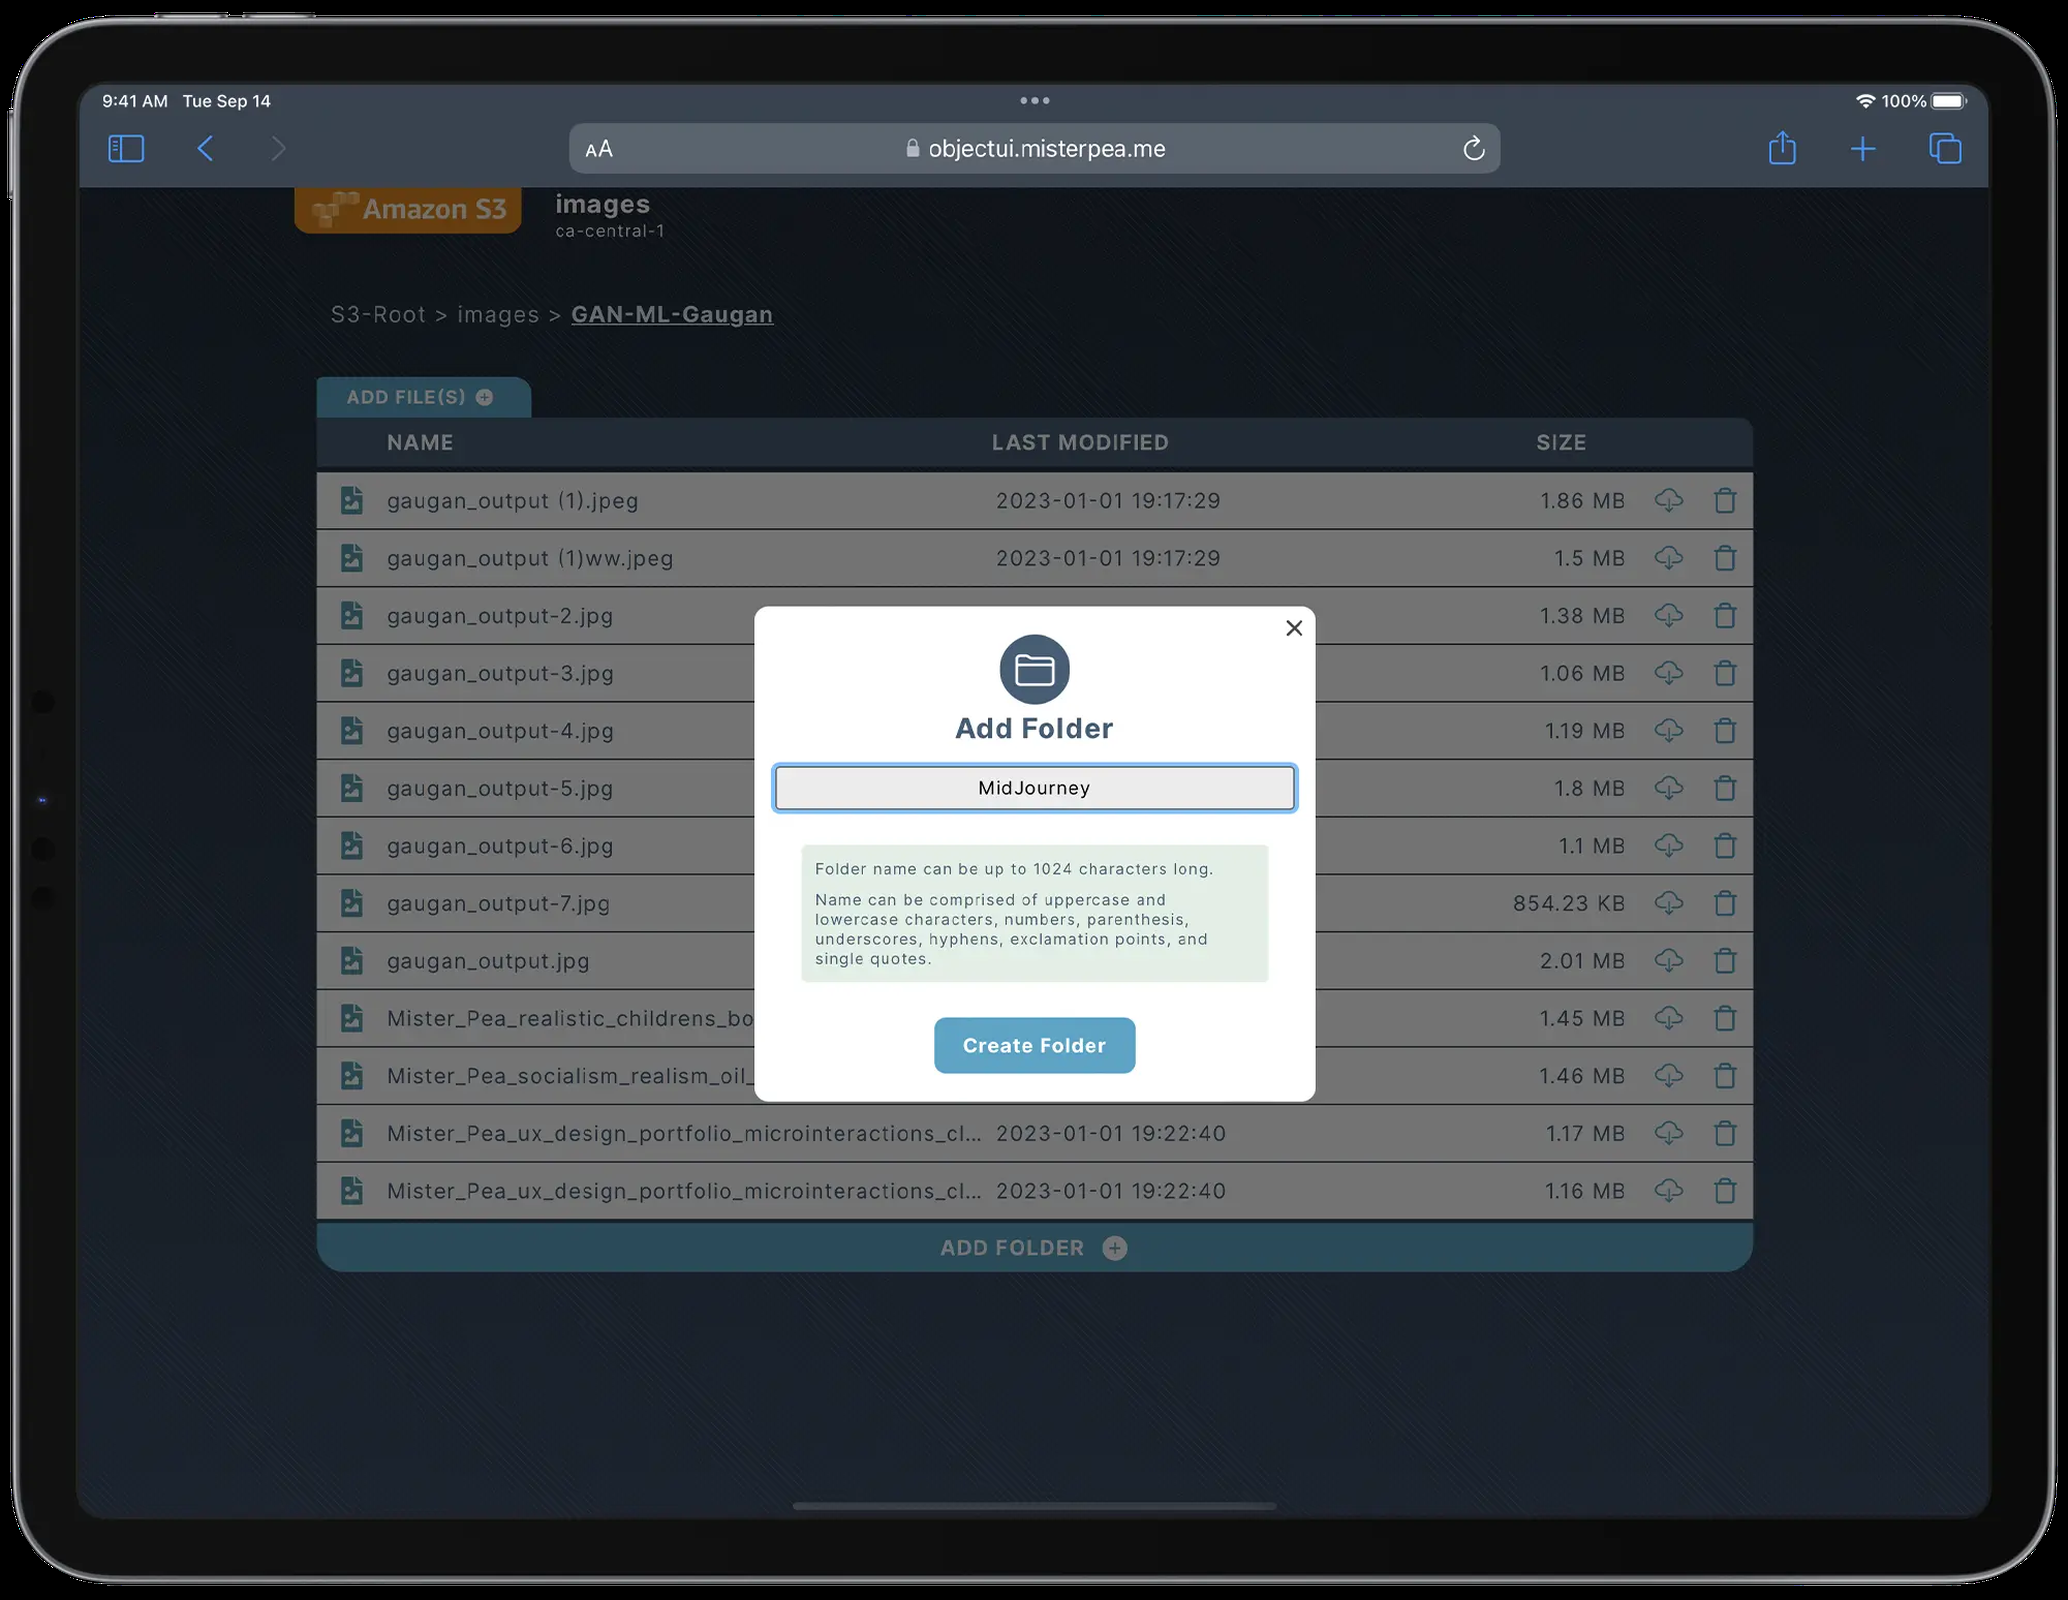 9:41 AM Tue Sep 14
100%
AA
objectui.misterpea.me
Amazon S3
images
ca-central-1
S3-Root > images > GAN-ML-Gaugan
ADD FILE(S)
NAME LAST MODIFIED SIZE
gaugan_output (1).jpeg 2023-01-01 19:17:29 1.86 MB
gaugan_output (1)ww.jpeg 2023-01-01 19:17:29 1.5 MB
gaugan_output-2.jpg 1.38 MB
gaugan_output-3.jpg 1.06 MB
gaugan_output-4.jpg 1.19 MB
gaugan_output-5.jpg 1.8 MB
gaugan_output-6.jpg 1.1 MB
gaugan_output-7.jpg 854.23 KB
gaugan_output.jpg 2.01 MB
Mister_Pea_realistic_childrens_bo 1.45 MB
Mister_Pea_socialism_realism_oil_ 1.46 MB
Mister_Pea_ux_design_portfolio_microinteractions_cl... 2023-01-01 19:22:40 1.17 MB
Mister_Pea_ux_design_portfolio_microinteractions_cl... 2023-01-01 19:22:40 1.16 MB
ADD FOLDER
Add Folder
MidJourney
Folder name can be up to 1024 characters long.
Name can be comprised of uppercase and
lowercase characters, numbers, parenthesis,
underscores, hyphens, exclamation points, and
single quotes.
Create Folder